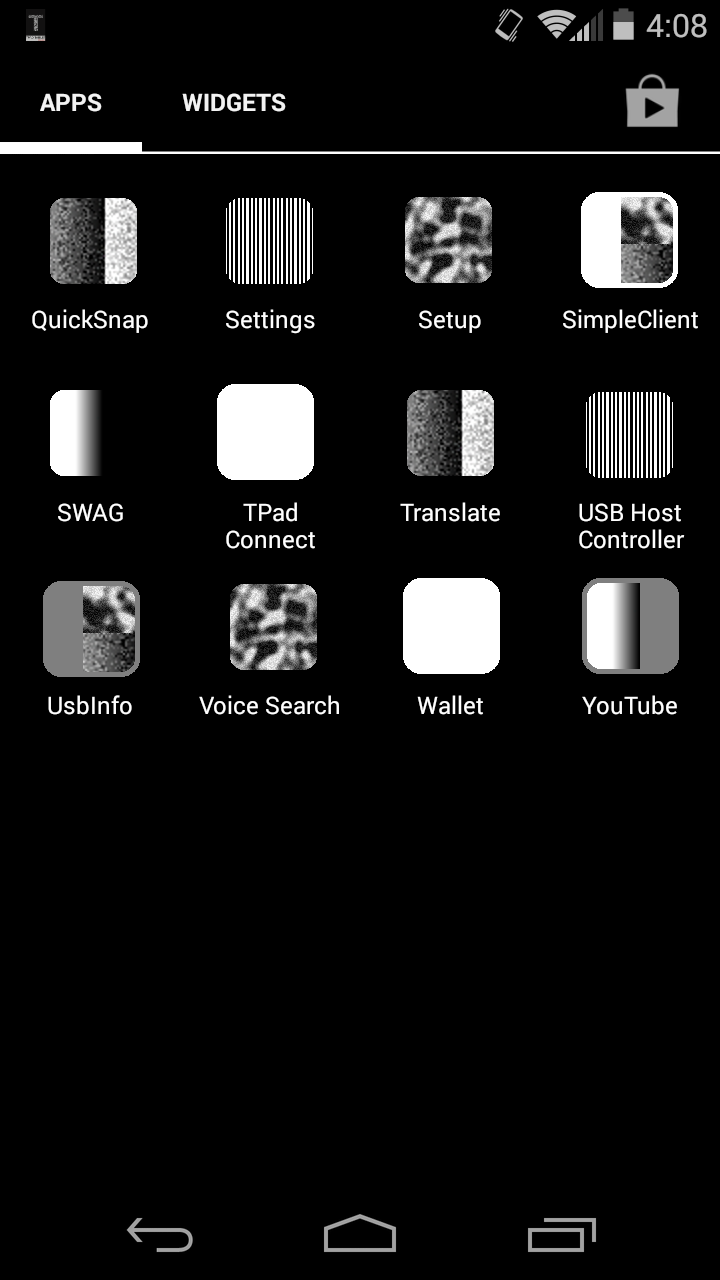 4:08
APPS WIDGETS
QuickSnap Settings Setup SimpleClient
SWAG TPad Connect Translate USB Host Controller
UsbInfo Voice Search Wallet YouTube